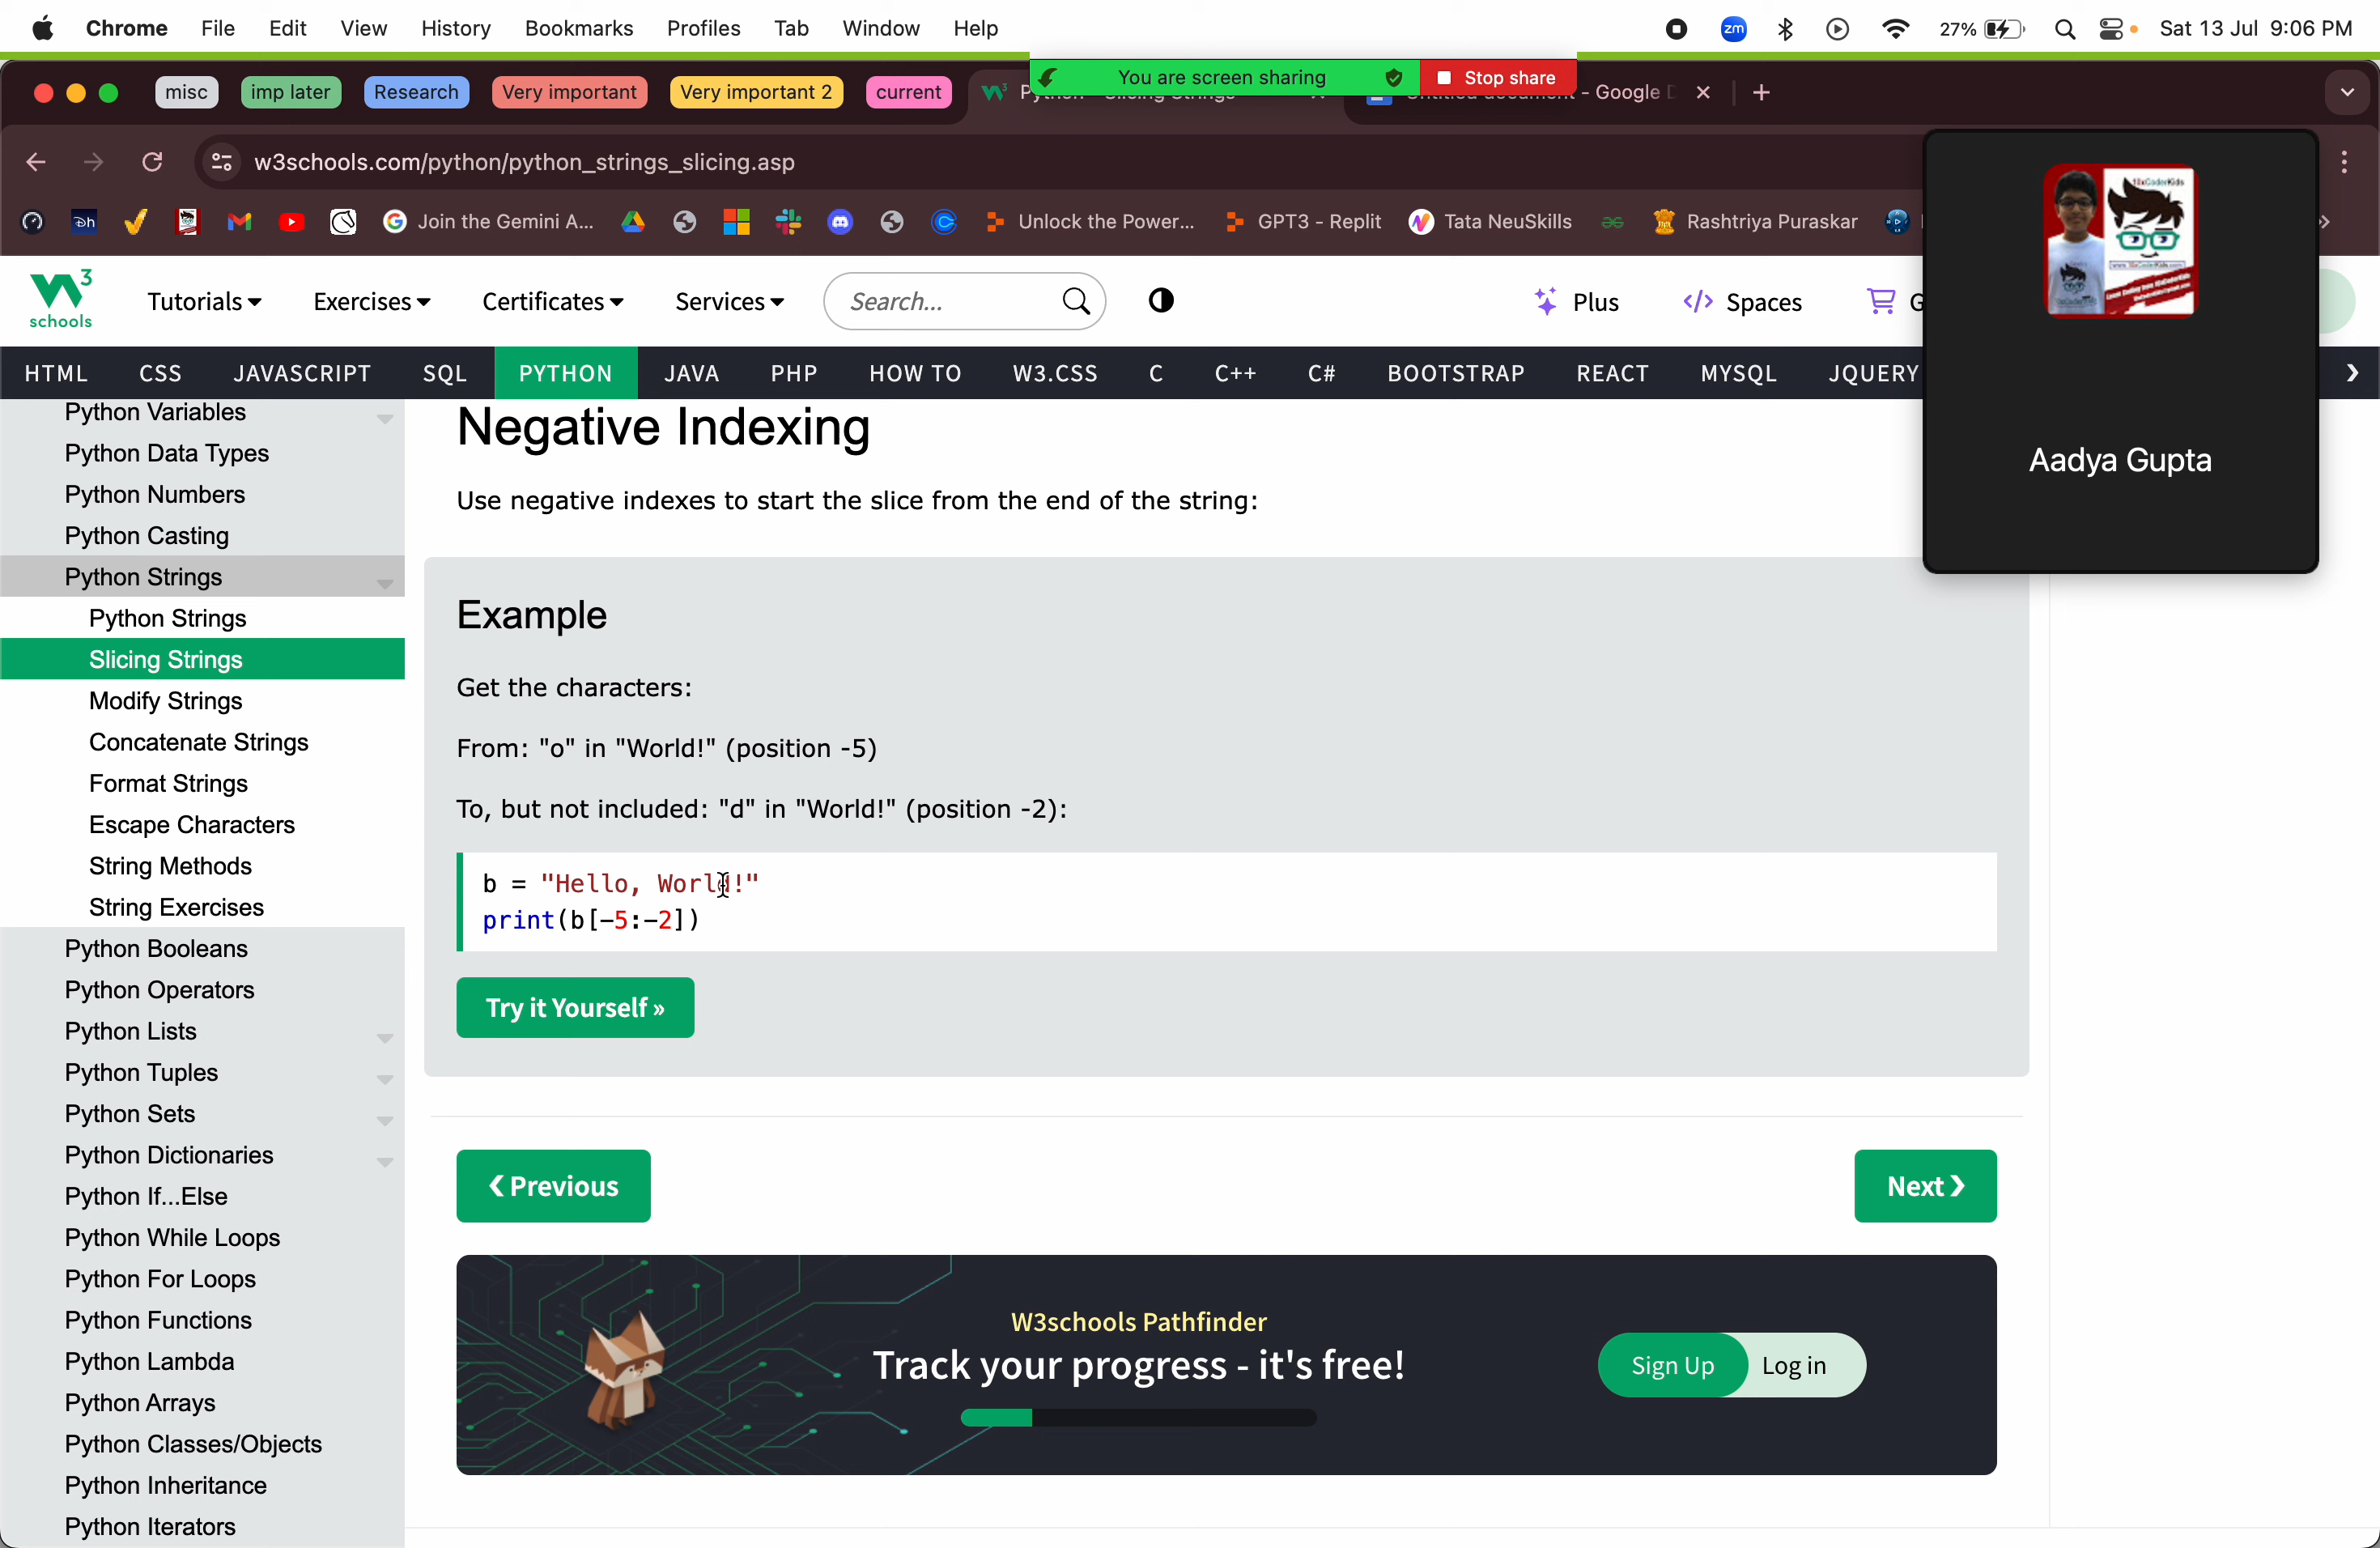 Chrome File Edit View History Bookmarks Profiles Tab Window Help zm 27% Sat 13 Jul 9:06 PM
You are screen sharing Stop share
misc imp later Research Very important Very important 2 current - Google
w3schools.com/python/python_strings_slicing.asp
Join the Gemini A... Unlock the Power... GPT3 - Replit Tata NeuSkills Rashtriya Puraskar
W3 schools Tutorials Exercises Certificates Services Search... Plus Spaces
HTML CSS JAVASCRIPT SQL PYTHON JAVA PHP HOW TO W3.CSS C C++ C# BOOTSTRAP REACT MYSQL JQUERY
Aadya Gupta
Python Variables
Python Data Types
Python Numbers
Python Casting
Python Strings
Python Strings
Slicing Strings
Modify Strings
Concatenate Strings
Format Strings
Escape Characters
String Methods
String Exercises
Python Booleans
Python Operators
Python Lists
Python Tuples
Python Sets
Python Dictionaries
Python If...Else
Python While Loops
Python For Loops
Python Functions
Python Lambda
Python Arrays
Python Classes/Objects
Python Inheritance
Python Iterators
Negative Indexing
Use negative indexes to start the slice from the end of the string:
Example
Get the characters:
From: "o" in "World!" (position -5)
To, but not included: "d" in "World!" (position -2):
b = "Hello, World!"
print(b[-5:-2])
Try it Yourself »
❮ Previous
Next ❯
W3schools Pathfinder
Track your progress - it's free!
Sign Up Log in